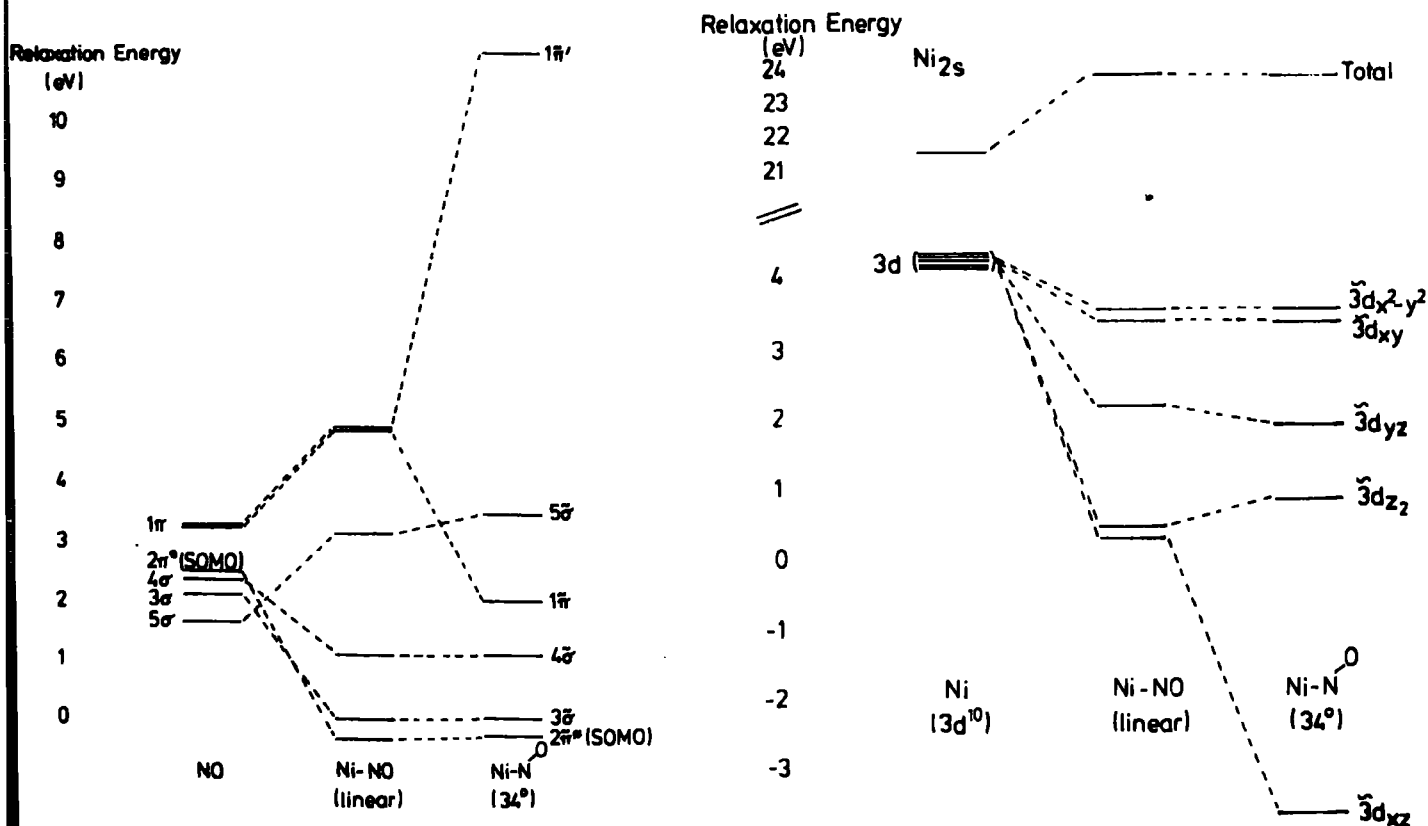 Relaxation Energy
(eV)
10
9
8
7
6
5
4
3
2
1
0
1π
2π*(SOMO)
4σ
3σ
5σ
1π̃'
5σ̃
1π̃
4σ̃
3σ̃
2π̃*(SOMO)
NO
Ni-NO
(linear)
O
Ni-N
(34°)
Relaxation Energy
(eV)
24
23
22
21
4
3
2
1
0
-1
-2
-3
Ni2s
Total
3d
3̃dx²-y²
3̃dxy
3̃dyz
3̃dz2
3̃dxz
Ni
(3d¹⁰)
Ni-NO
(linear)
O
Ni-N
(34°)